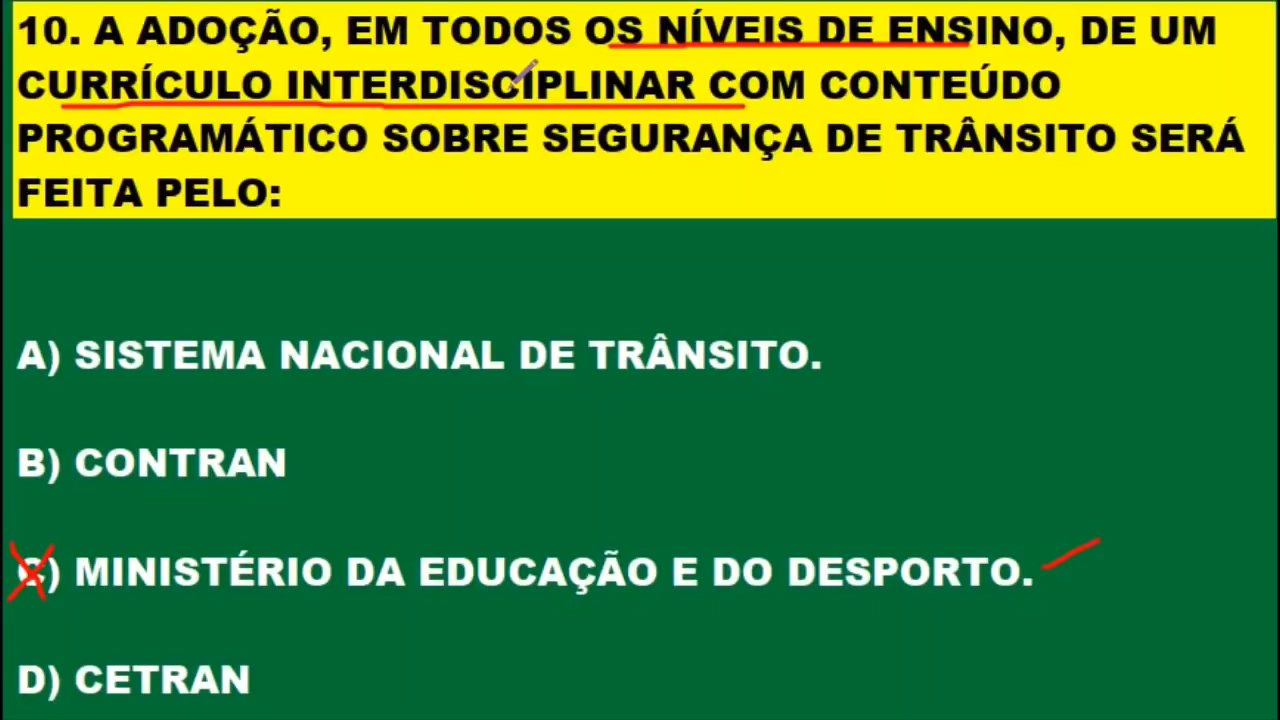 10. A ADOÇÃO, EM TODOS OS NÍVEIS DE ENSINO, DE UM
CURRÍCULO INTERDISCIPLINAR COM CONTEÚDO
PROGRAMÁTICO SOBRE SEGURANÇA DE TRÂNSITO SERÁ
FEITA PELO:
A) SISTEMA NACIONAL DE TRÂNSITO.
B) CONTRAN
C) MINISTÉRIO DA EDUCAÇÃO E DO DESPORTO.
D) CETRAN